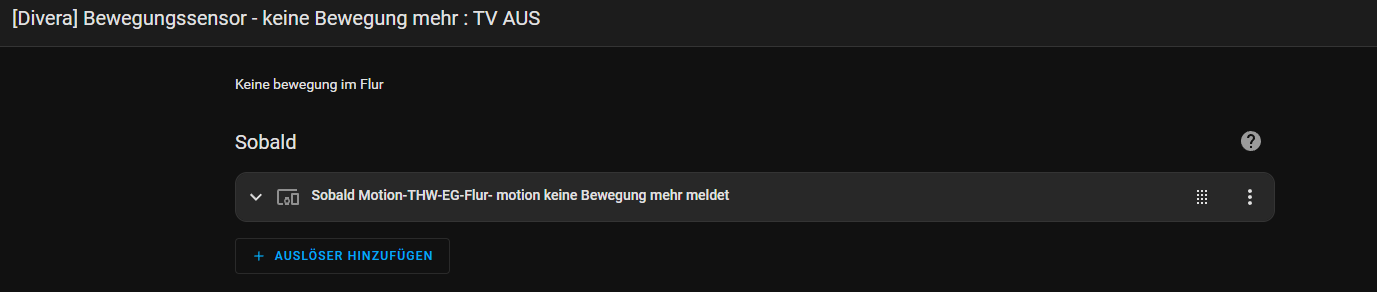 [Divera] Bewegungssensor - keine Bewegung mehr : TV AUS
Keine bewegung im Flur
Sobald
Sobald Motion-THW-EG-Flur- motion keine Bewegung mehr meldet
+ AUSLÖSER HINZUFÜGEN